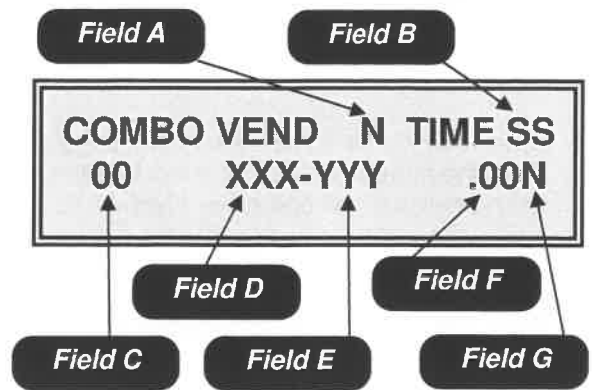 Field A Field B
COMBO VEND N TIME SS
00 XXX-YYY .00N
Field D Field F
Field C Field E Field G